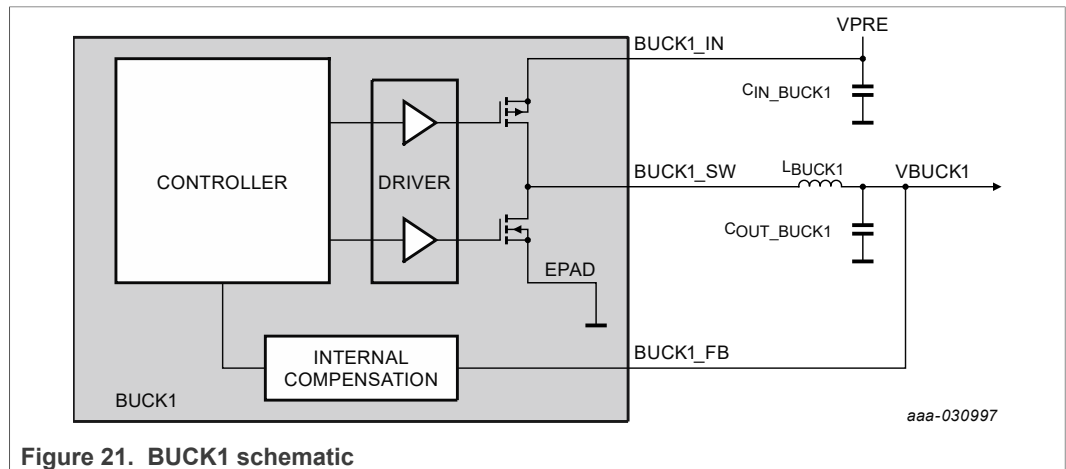 VPRE
BUCK1_IN
CIN_BUCK1
CONTROLLER
DRIVER
BUCK1_SW
LBUCK1
VBUCK1
COUT_BUCK1
EPAD
BUCK1_FB
INTERNAL
COMPENSATION
BUCK1
aaa-030997
Figure 21. BUCK1 schematic